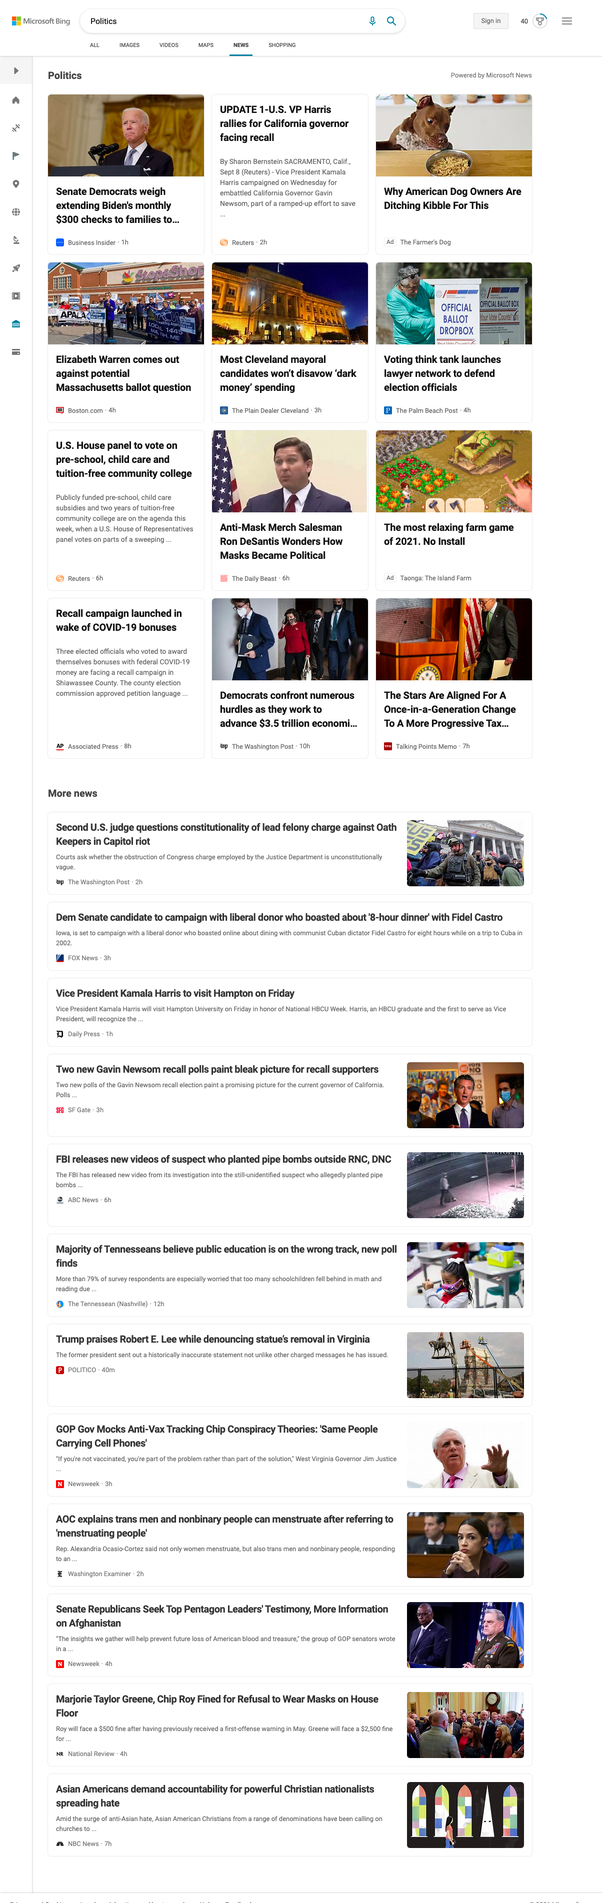 Microsoft Bing
Politics
Sign in
40
ALL
IMAGES
VIDEOS
MAPS
NEWS
SHOPPING
Politics
Powered by Microsoft News
Senate Democrats weigh
extending Biden's monthly
$300 checks to families to...
Business Insider · 1h
UPDATE 1-U.S. VP Harris
rallies for California governor
facing recall
By Sharon Bernstein SACRAMENTO, Calif.,
Sept 8 (Reuters) - Vice President Kamala
Harris campaigned on Wednesday for
embattled California Governor Gavin
Newsom, part of a ramped-up effort to save
...
Reuters · 2h
Why American Dog Owners Are
Ditching Kibble For This
Ad The Farmer's Dog
Stop&Shop
APALA
Elizabeth Warren comes out
against potential
Massachusetts ballot question
Boston.com · 4h
Most Cleveland mayoral
candidates won't disavow 'dark
money' spending
The Plain Dealer Cleveland · 3h
OFFICIAL
BALLOT
DROPBOX
OFFICIAL
BALLOT
Voting think tank launches
lawyer network to defend
election officials
The Palm Beach Post · 4h
U.S. House panel to vote on
pre-school, child care and
tuition-free community college
Publicly funded pre-school, child care
subsidies and two years of tuition-free
community college are on the agenda this
week, when a U.S. House of Representatives
panel votes on parts of a sweeping ...
Reuters · 6h
Anti-Mask Merch Salesman
Ron DeSantis Wonders How
Masks Became Political
The Daily Beast · 6h
The most relaxing farm game
of 2021. No Install
Ad Taonga: The Island Farm
Recall campaign launched in
wake of COVID-19 bonuses
Three elected officials who voted to award
themselves bonuses with federal COVID-19
money are facing a recall campaign in
Shiawassee County. The county election
commission approved petition language ...
AP Associated Press · 8h
Democrats confront numerous
hurdles as they work to
advance $3.5 trillion economi...
wp The Washington Post · 10h
The Stars Are Aligned For A
Once-in-a-Generation Change
To A More Progressive Tax...
Talking Points Memo · 7h
More news
Second U.S. judge questions constitutionality of lead felony charge against Oath
Keepers in Capitol riot
Courts ask whether the obstruction of Congress charge employed by the Justice Department is unconstitutionally
vague.
wp The Washington Post · 2h
Dem Senate candidate to campaign with liberal donor who boasted about '8-hour dinner' with Fidel Castro
Iowa, is set to campaign with a liberal donor who boasted online about dining with communist Cuban dictator Fidel Castro for eight hours while on a trip to Cuba in
2002.
FOX News · 3h
Vice President Kamala Harris to visit Hampton on Friday
Vice President Kamala Harris will visit Hampton University on Friday in honor of National HBCU Week. Harris, an HBCU graduate and the first to serve as Vice
President, will recognize the ...
Daily Press · 1h
Two new Gavin Newsom recall polls paint bleak picture for recall supporters
Two new polls of the Gavin Newsom recall election paint a promising picture for the current governor of California.
Polls ...
SF Gate · 3h
FBI releases new videos of suspect who planted pipe bombs outside RNC, DNC
The FBI has released new video from its investigation into the still-unidentified suspect who allegedly planted pipe
bombs ...
ABC News · 6h
Majority of Tennesseans believe public education is on the wrong track, new poll
finds
More than 79% of survey respondents are especially worried that too many schoolchildren fell behind in math and
reading due ...
The Tennessean (Nashville) · 12h
Trump praises Robert E. Lee while denouncing statue's removal in Virginia
The former president sent out a historically inaccurate statement not unlike other charged messages he has issued.
P POLITICO · 40m
GOP Gov Mocks Anti-Vax Tracking Chip Conspiracy Theories: 'Same People
Carrying Cell Phones'
"If you're not vaccinated, you're part of the problem rather than part of the solution," West Virginia Governor Jim Justice
...
N Newsweek · 3h
AOC explains trans men and nonbinary people can menstruate after referring to
'menstruating people'
Rep. Alexandria Ocasio-Cortez said not only women menstruate, but also trans men and nonbinary people, responding
to an ...
Washington Examiner · 2h
Senate Republicans Seek Top Pentagon Leaders' Testimony, More Information
on Afghanistan
"The insights we gather will help prevent future loss of American blood and treasure," the group of GOP senators wrote
in a ...
N Newsweek · 4h
Marjorie Taylor Greene, Chip Roy Fined for Refusal to Wear Masks on House
Floor
Roy will face a $500 fine after having previously received a first-offense warning in May. Greene will face a $2,500 fine
for ...
NR National Review · 4h
Asian Americans demand accountability for powerful Christian nationalists
spreading hate
Amid the surge of anti-Asian hate, Asian American Christians from a range of denominations have been calling on
churches to ...
NBC News · 7h